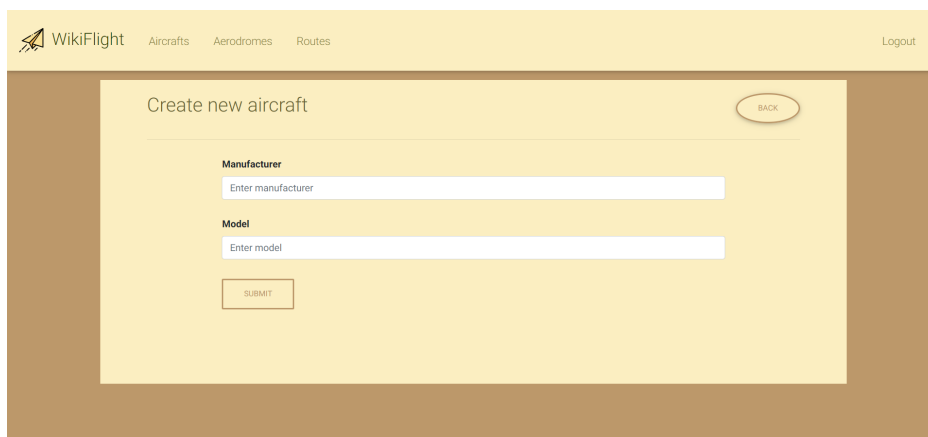 WikiFlight Aircrafts Aerodromes Routes Logout
Create new aircraft BACK
Manufacturer
Enter manufacturer
Model
Enter model
SUBMIT